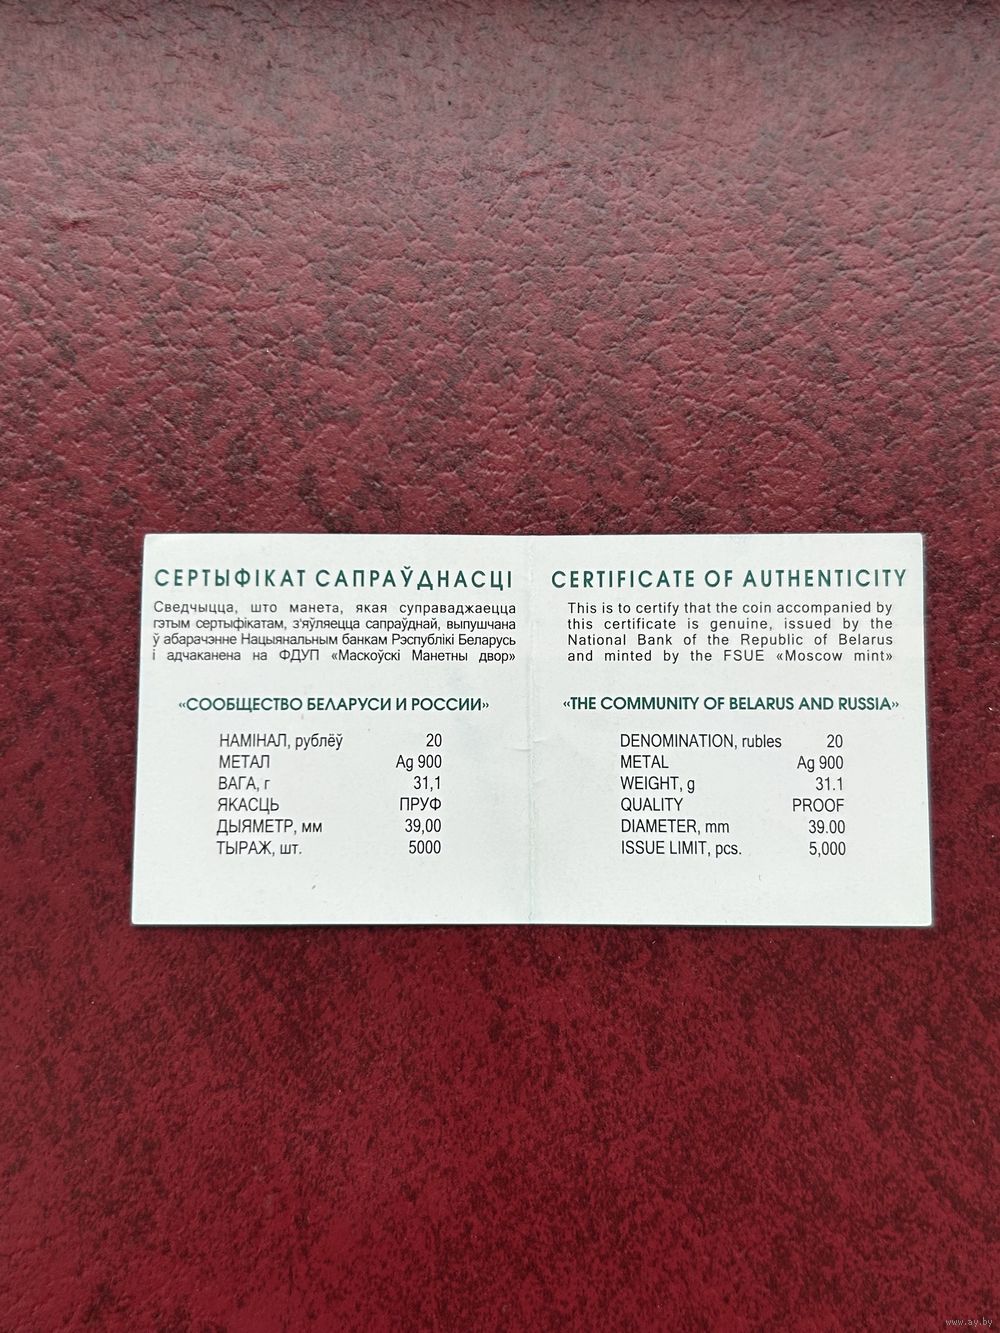 СЕРТЫФІКАТ САПРАЎДНАСЦІ
Сведчыцца, што манета, якая суправаджаецца
гэтым сертыфікатам, з'яўляецца сапраўднай, выпушчана
ў абарачэнне Нацыянальным банкам Рэспублікі Беларусь
і адчаканена на ФДУП «Маскоўскі Манетны двор»
«СООБЩЕСТВО БЕЛАРУСИ И РОССИИ»
НАМІНАЛ, рублёў 20
МЕТАЛ Ag 900
ВАГА, г 31,1
ЯКАСЦЬ ПРУФ
ДЫЯМЕТР, мм 39,00
ТЫРАЖ, шт. 5000
CERTIFICATE OF AUTHENTICITY
This is to certify that the coin accompanied by
this certificate is genuine, issued by the
National Bank of the Republic of Belarus
and minted by the FSUE «Moscow mint»
«THE COMMUNITY OF BELARUS AND RUSSIA»
DENOMINATION, rubles 20
METAL Ag 900
WEIGHT, g 31.1
QUALITY PROOF
DIAMETER, mm 39.00
ISSUE LIMIT, pcs. 5,000
www.ay.by